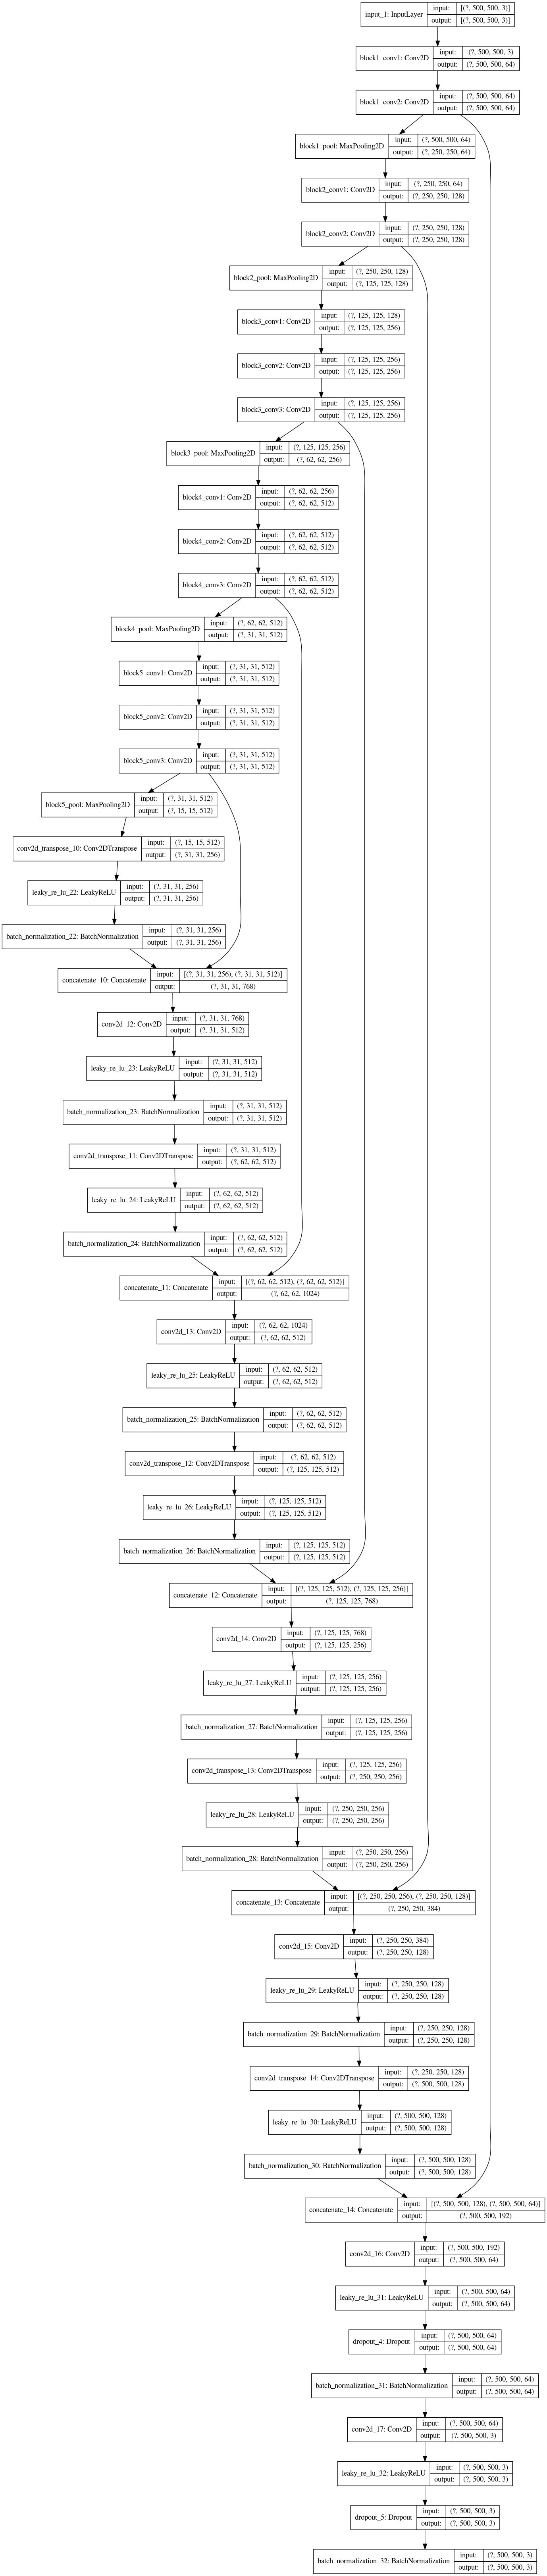 input_1: InputLayer
input: [(?, 500, 500, 3)]
output: [(?, 500, 500, 3)]
block1_conv1: Conv2D
input: (?, 500, 500, 3)
output: (?, 500, 500, 64)
block1_conv2: Conv2D
input: (?, 500, 500, 64)
output: (?, 500, 500, 64)
block1_pool: MaxPooling2D
input: (?, 500, 500, 64)
output: (?, 250, 250, 64)
block2_conv1: Conv2D
input: (?, 250, 250, 64)
output: (?, 250, 250, 128)
block2_conv2: Conv2D
input: (?, 250, 250, 128)
output: (?, 250, 250, 128)
block2_pool: MaxPooling2D
input: (?, 250, 250, 128)
output: (?, 125, 125, 128)
block3_conv1: Conv2D
input: (?, 125, 125, 128)
output: (?, 125, 125, 256)
block3_conv2: Conv2D
input: (?, 125, 125, 256)
output: (?, 125, 125, 256)
block3_conv3: Conv2D
input: (?, 125, 125, 256)
output: (?, 125, 125, 256)
block3_pool: MaxPooling2D
input: (?, 125, 125, 256)
output: (?, 62, 62, 256)
block4_conv1: Conv2D
input: (?, 62, 62, 256)
output: (?, 62, 62, 512)
block4_conv2: Conv2D
input: (?, 62, 62, 512)
output: (?, 62, 62, 512)
block4_conv3: Conv2D
input: (?, 62, 62, 512)
output: (?, 62, 62, 512)
block4_pool: MaxPooling2D
input: (?, 62, 62, 512)
output: (?, 31, 31, 512)
block5_conv1: Conv2D
input: (?, 31, 31, 512)
output: (?, 31, 31, 512)
block5_conv2: Conv2D
input: (?, 31, 31, 512)
output: (?, 31, 31, 512)
block5_conv3: Conv2D
input: (?, 31, 31, 512)
output: (?, 31, 31, 512)
block5_pool: MaxPooling2D
input: (?, 31, 31, 512)
output: (?, 15, 15, 512)
conv2d_transpose_10: Conv2DTranspose
input: (?, 15, 15, 512)
output: (?, 31, 31, 256)
leaky_re_lu_22: LeakyReLU
input: (?, 31, 31, 256)
output: (?, 31, 31, 256)
batch_normalization_22: BatchNormalization
input: (?, 31, 31, 256)
output: (?, 31, 31, 256)
concatenate_10: Concatenate
input: [(?, 31, 31, 256), (?, 31, 31, 512)]
output: (?, 31, 31, 768)
conv2d_12: Conv2D
input: (?, 31, 31, 768)
output: (?, 31, 31, 512)
leaky_re_lu_23: LeakyReLU
input: (?, 31, 31, 512)
output: (?, 31, 31, 512)
batch_normalization_23: BatchNormalization
input: (?, 31, 31, 512)
output: (?, 31, 31, 512)
conv2d_transpose_11: Conv2DTranspose
input: (?, 31, 31, 512)
output: (?, 62, 62, 512)
leaky_re_lu_24: LeakyReLU
input: (?, 62, 62, 512)
output: (?, 62, 62, 512)
batch_normalization_24: BatchNormalization
input: (?, 62, 62, 512)
output: (?, 62, 62, 512)
concatenate_11: Concatenate
input: [(?, 62, 62, 512), (?, 62, 62, 512)]
output: (?, 62, 62, 1024)
conv2d_13: Conv2D
input: (?, 62, 62, 1024)
output: (?, 62, 62, 512)
leaky_re_lu_25: LeakyReLU
input: (?, 62, 62, 512)
output: (?, 62, 62, 512)
batch_normalization_25: BatchNormalization
input: (?, 62, 62, 512)
output: (?, 62, 62, 512)
conv2d_transpose_12: Conv2DTranspose
input: (?, 62, 62, 512)
output: (?, 125, 125, 512)
leaky_re_lu_26: LeakyReLU
input: (?, 125, 125, 512)
output: (?, 125, 125, 512)
batch_normalization_26: BatchNormalization
input: (?, 125, 125, 512)
output: (?, 125, 125, 512)
concatenate_12: Concatenate
input: [(?, 125, 125, 512), (?, 125, 125, 256)]
output: (?, 125, 125, 768)
conv2d_14: Conv2D
input: (?, 125, 125, 768)
output: (?, 125, 125, 256)
leaky_re_lu_27: LeakyReLU
input: (?, 125, 125, 256)
output: (?, 125, 125, 256)
batch_normalization_27: BatchNormalization
input: (?, 125, 125, 256)
output: (?, 125, 125, 256)
conv2d_transpose_13: Conv2DTranspose
input: (?, 125, 125, 256)
output: (?, 250, 250, 256)
leaky_re_lu_28: LeakyReLU
input: (?, 250, 250, 256)
output: (?, 250, 250, 256)
batch_normalization_28: BatchNormalization
input: (?, 250, 250, 256)
output: (?, 250, 250, 256)
concatenate_13: Concatenate
input: [(?, 250, 250, 256), (?, 250, 250, 128)]
output: (?, 250, 250, 384)
conv2d_15: Conv2D
input: (?, 250, 250, 384)
output: (?, 250, 250, 128)
leaky_re_lu_29: LeakyReLU
input: (?, 250, 250, 128)
output: (?, 250, 250, 128)
batch_normalization_29: BatchNormalization
input: (?, 250, 250, 128)
output: (?, 250, 250, 128)
conv2d_transpose_14: Conv2DTranspose
input: (?, 250, 250, 128)
output: (?, 500, 500, 128)
leaky_re_lu_30: LeakyReLU
input: (?, 500, 500, 128)
output: (?, 500, 500, 128)
batch_normalization_30: BatchNormalization
input: (?, 500, 500, 128)
output: (?, 500, 500, 128)
concatenate_14: Concatenate
input: [(?, 500, 500, 128), (?, 500, 500, 64)]
output: (?, 500, 500, 192)
conv2d_16: Conv2D
input: (?, 500, 500, 192)
output: (?, 500, 500, 64)
leaky_re_lu_31: LeakyReLU
input: (?, 500, 500, 64)
output: (?, 500, 500, 64)
dropout_4: Dropout
input: (?, 500, 500, 64)
output: (?, 500, 500, 64)
batch_normalization_31: BatchNormalization
input: (?, 500, 500, 64)
output: (?, 500, 500, 64)
conv2d_17: Conv2D
input: (?, 500, 500, 64)
output: (?, 500, 500, 3)
leaky_re_lu_32: LeakyReLU
input: (?, 500, 500, 3)
output: (?, 500, 500, 3)
dropout_5: Dropout
input: (?, 500, 500, 3)
output: (?, 500, 500, 3)
batch_normalization_32: BatchNormalization
input: (?, 500, 500, 3)
output: (?, 500, 500, 3)